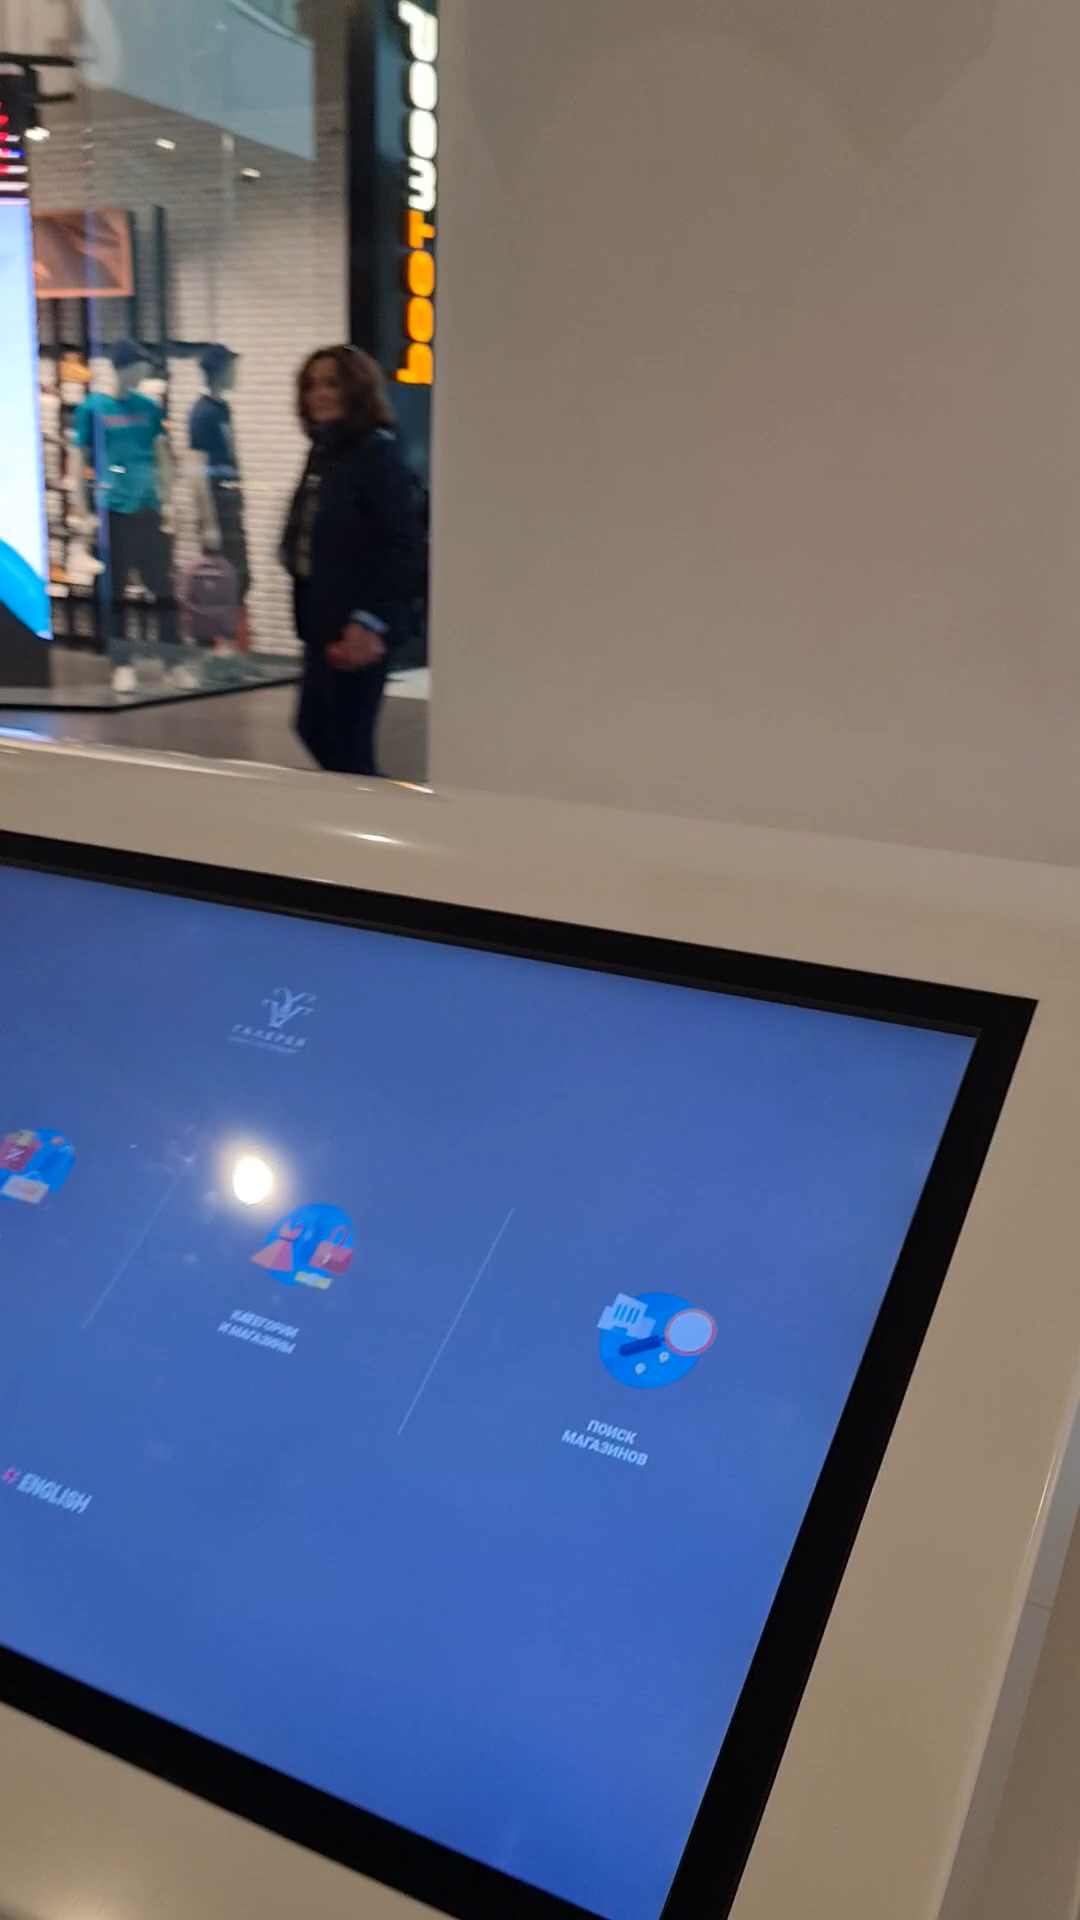 ГАЛЕРЕЯ
КАТЕГОРИИ
И МАГАЗИНЫ
ПОИСК
МАГАЗИНОВ
# ENGLISH